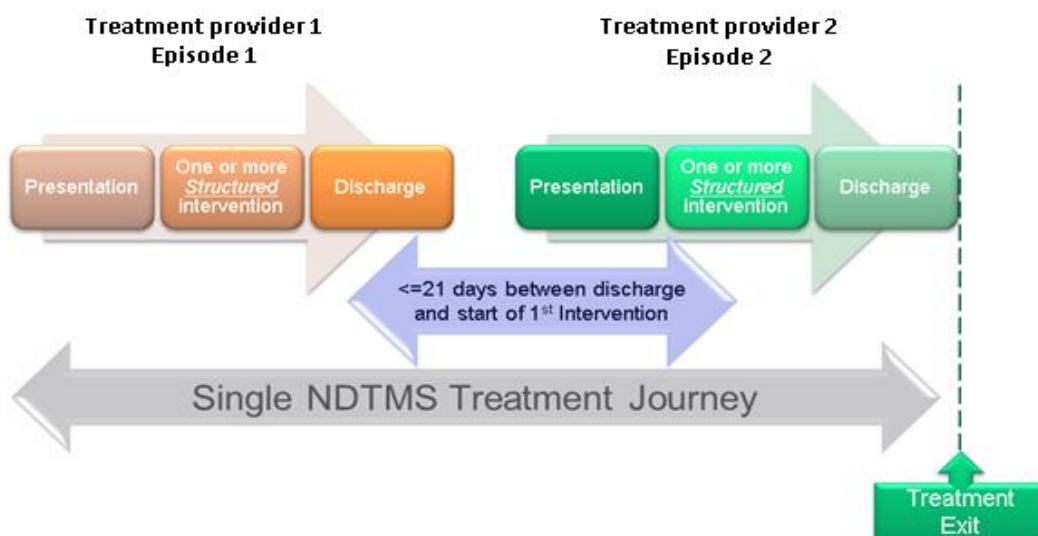 Treatment provider 1
Episode 1
Treatment provider 2
Episode 2
Presentation
One or more
Structured
intervention
Discharge
Presentation
One or more
Structured
intervention
Discharge
<=21 days between discharge
and start of 1st Intervention
Single NDTMS Treatment Journey
Treatment
Exit